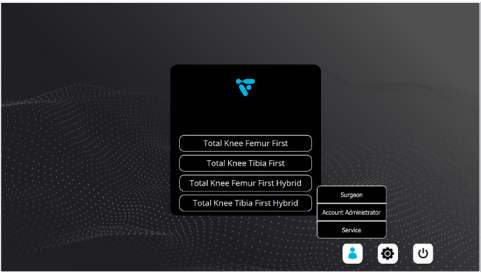 Total Knee Femur First
Total Knee Tibia First
Total Knee Femur First Hybrid
Total Knee Tibia First Hybrid
Surgeon
Account Administrator
Service